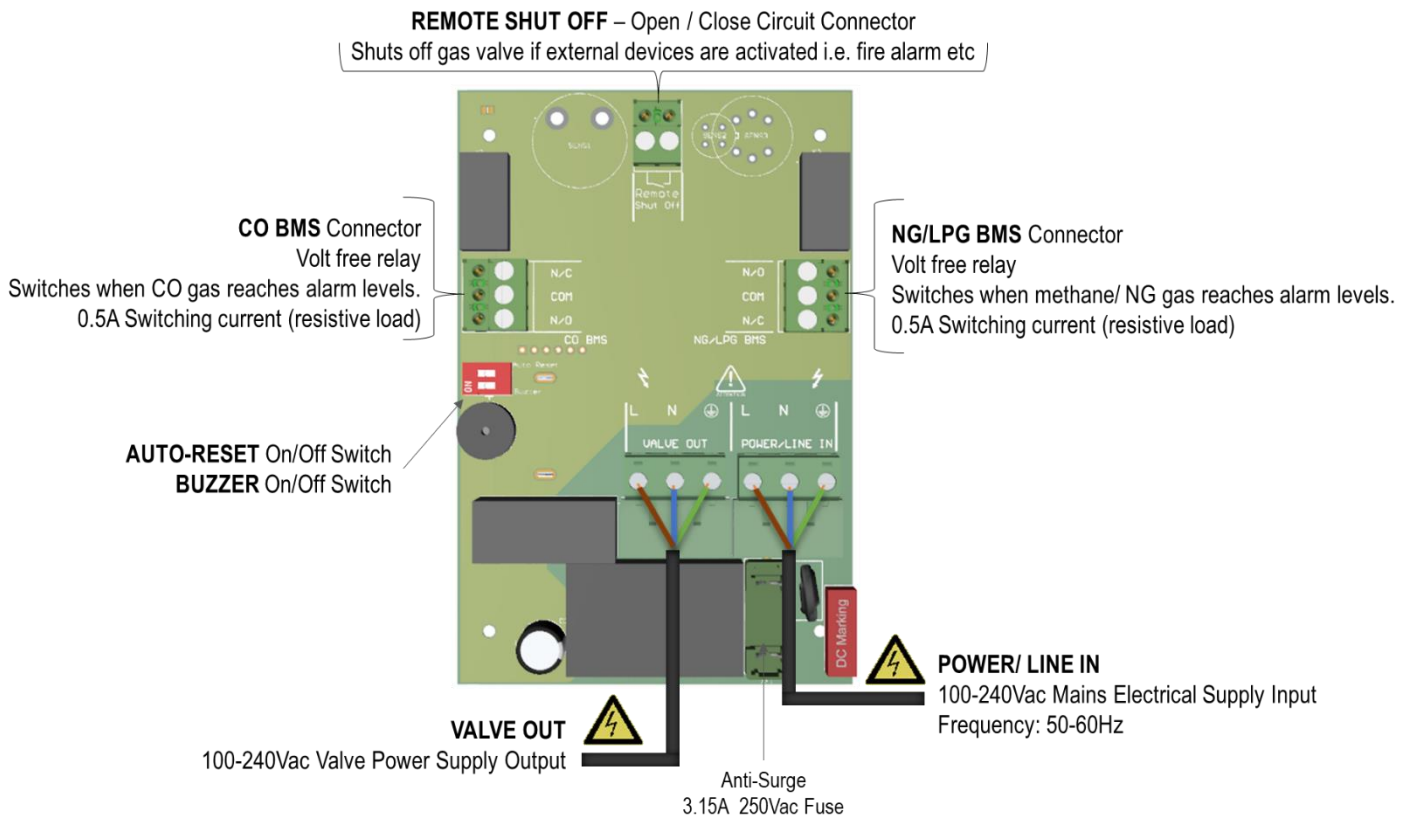 REMOTE SHUT OFF – Open / Close Circuit Connector
Shuts off gas valve if external devices are activated i.e. fire alarm etc
Remote
Shut Off
CO BMS Connector
Volt free relay
Switches when CO gas reaches alarm levels.
0.5A Switching current (resistive load)
N/C
COM
N/O
CO BMS
N/O
COM
N/C
NG/LPG BMS
NG/LPG BMS Connector
Volt free relay
Switches when methane/ NG gas reaches alarm levels.
0.5A Switching current (resistive load)
Auto Reset
ON
Buzzer
ATTENTION
L N
VALVE OUT
L N
POWER/LINE IN
AUTO-RESET On/Off Switch
BUZZER On/Off Switch
DC Marking
POWER/ LINE IN
100-240Vac Mains Electrical Supply Input
Frequency: 50-60Hz
VALVE OUT
100-240Vac Valve Power Supply Output
Anti-Surge
3.15A 250Vac Fuse